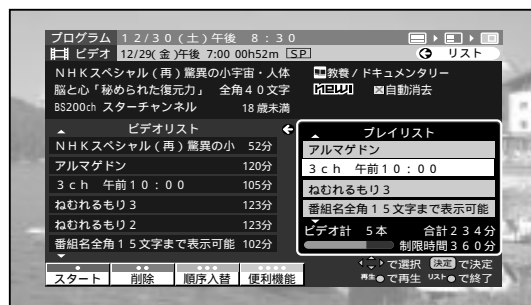 プログラム 12/30(土)午後 8:30
ビデオ 12/29(金)午後 7:00 00h52m SP
リスト
NHKスペシャル(再)驚異の小宇宙・人体
脳と心「秘められた復元力」 全角40文字
BS200ch スターチャンネル 18歳未満
教養/ドキュメンタリー
NEW! 自動消去
ビデオリスト
NHKスペシャル(再)驚異の小 52分
アルマゲドン 120分
3ch 午前10:00 105分
ねむれるもり3 123分
ねむれるもり2 123分
番組名全角15文字まで表示可能 102分
プレイリスト
アルマゲドン
3ch 午前10:00
ねむれるもり3
番組名全角15文字まで表示可能
ビデオ計 5本 合計234分
制限時間360分
スタート 削除 順序入替 便利機能
で選択 決定 で決定
再生 で再生 リスト で終了